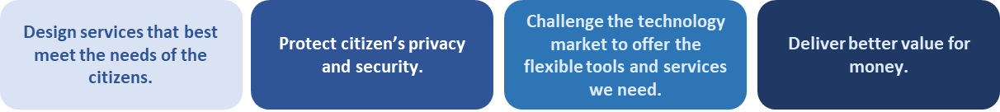 Design services that best
meet the needs of the
citizens.
Protect citizen's privacy
and security.
Challenge the technology
market to offer the
flexible tools and services
we need.
Deliver better value for
money.